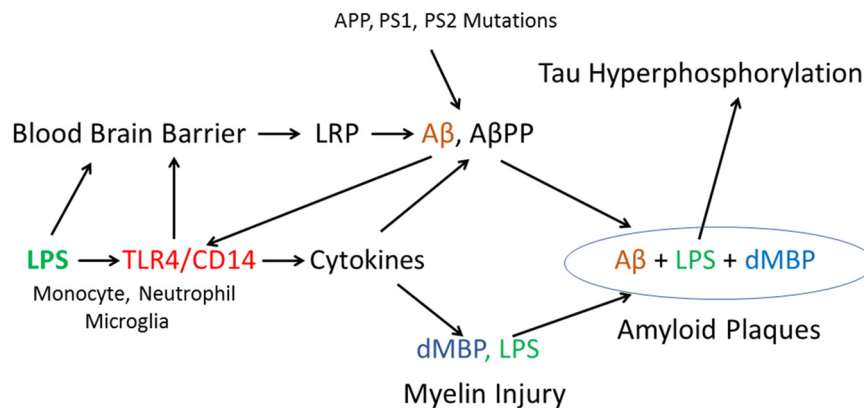 APP, PS1, PS2 Mutations
Tau Hyperphosphorylation
Blood Brain Barrier
LRP
Aβ, AβPP
LPS
TLR4/CD14
Cytokines
Aβ + LPS + dMBP
Monocyte, Neutrophil
Microglia
Amyloid Plaques
dMBP, LPS
Myelin Injury